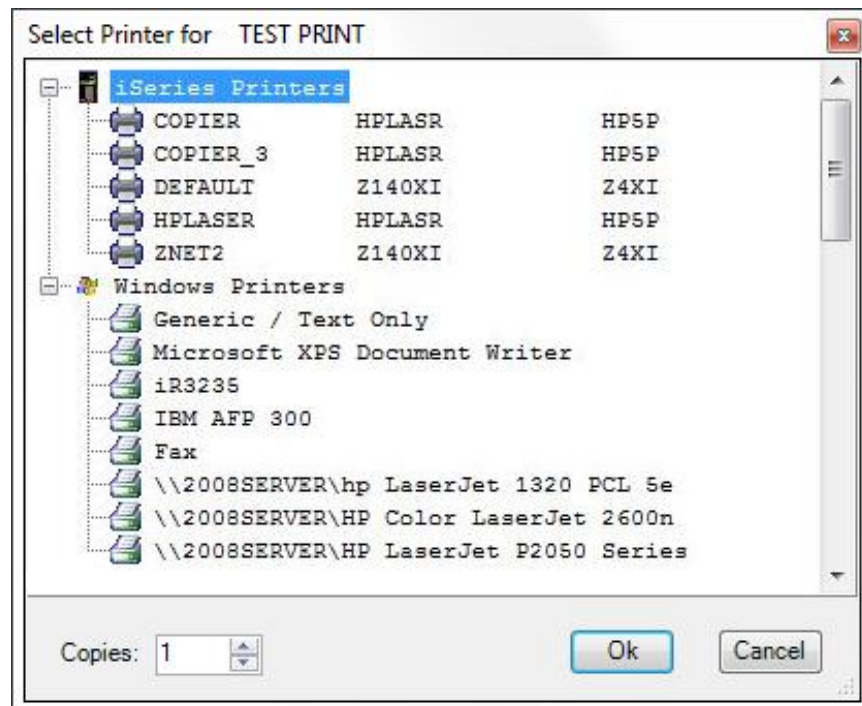 Select Printer for TEST PRINT
iSeries Printers
COPIER HPLASR HP5P
COPIER_3 HPLASR HP5P
DEFAULT Z140XI Z4XI
HPLASER HPLASR HP5P
ZNET2 Z140XI Z4XI
Windows Printers
Generic / Text Only
Microsoft XPS Document Writer
iR3235
IBM AFP 300
Fax
\\2008SERVER\hp LaserJet 1320 PCL 5e
\\2008SERVER\HP Color LaserJet 2600n
\\2008SERVER\HP LaserJet P2050 Series
Copies: 1 Ok Cancel